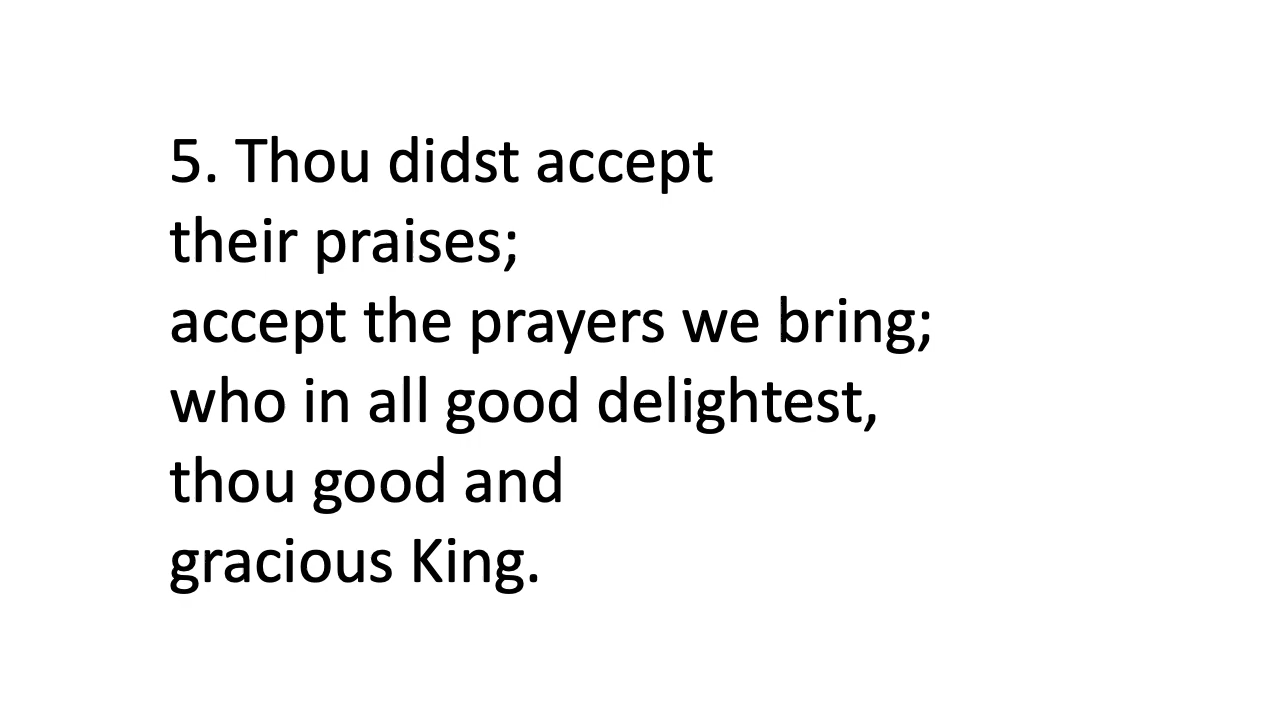 5. Thou didst accept
their praises;
accept the prayers we bring;
who in all good delightest,
thou good and
gracious King.